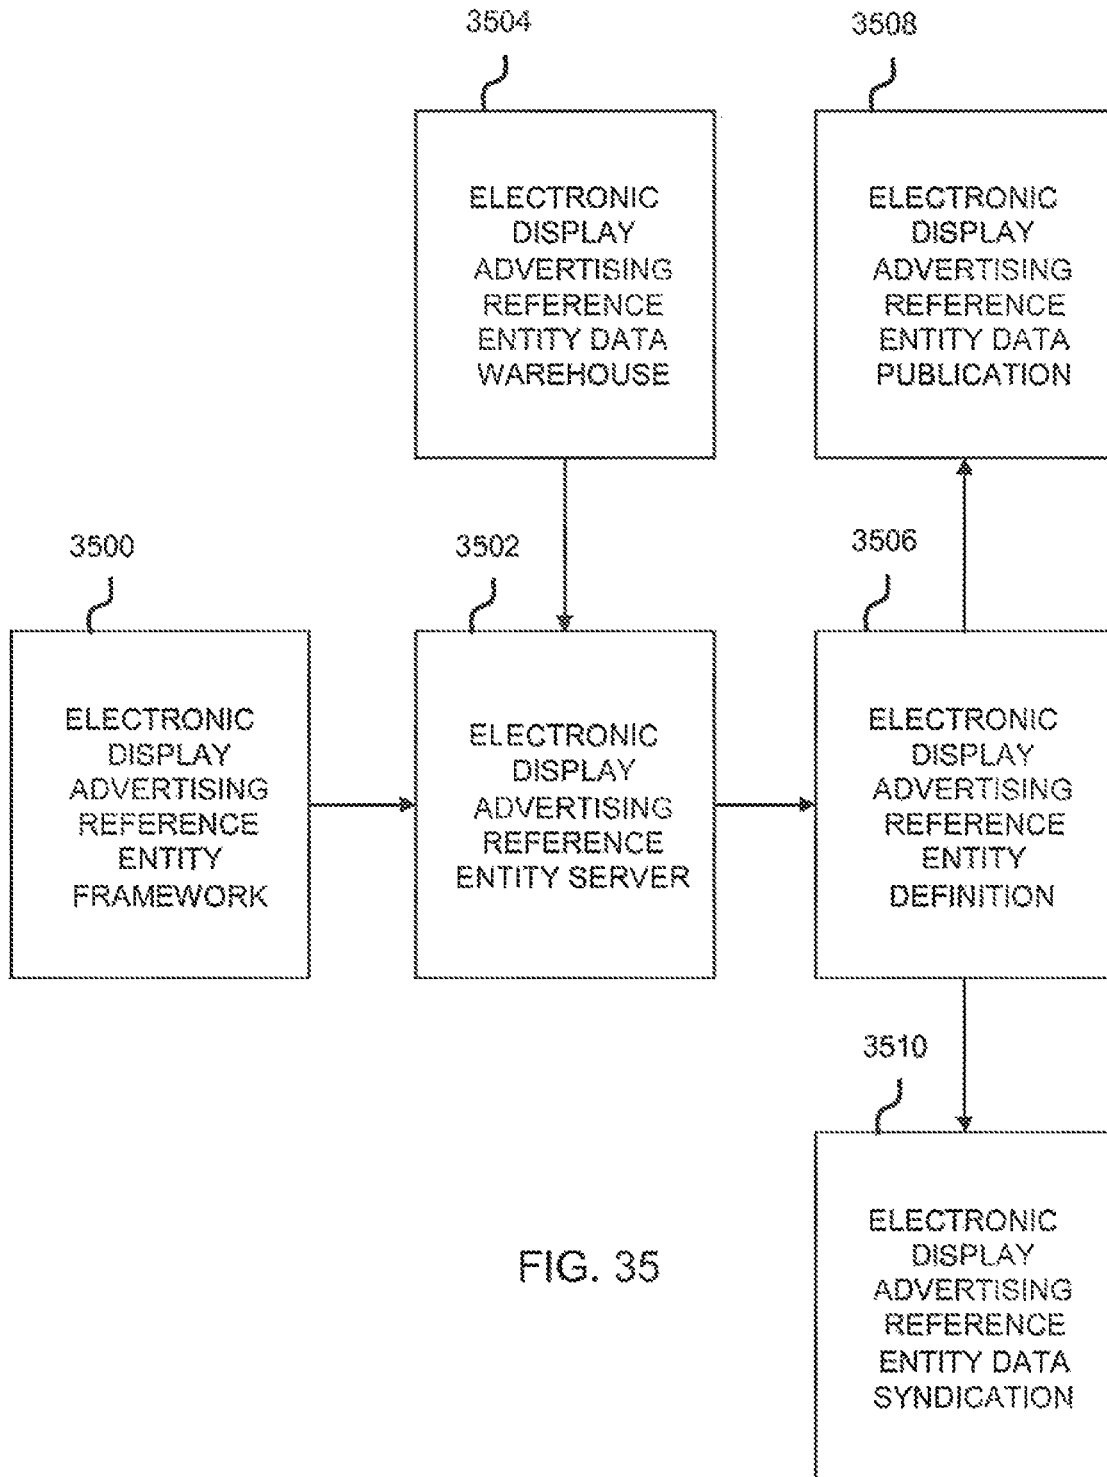 3504
ELECTRONIC
DISPLAY
ADVERTISING
REFERENCE
ENTITY DATA
WAREHOUSE
3508
ELECTRONIC
DISPLAY
ADVERTISING
REFERENCE
ENTITY DATA
PUBLICATION
3500
ELECTRONIC
DISPLAY
ADVERTISING
REFERENCE
ENTITY
FRAMEWORK
3502
ELECTRONIC
DISPLAY
ADVERTISING
REFERENCE
ENTITY SERVER
3506
ELECTRONIC
DISPLAY
ADVERTISING
REFERENCE
ENTITY
DEFINITION
3510
ELECTRONIC
DISPLAY
ADVERTISING
REFERENCE
ENTITY DATA
SYNDICATION
FIG. 35